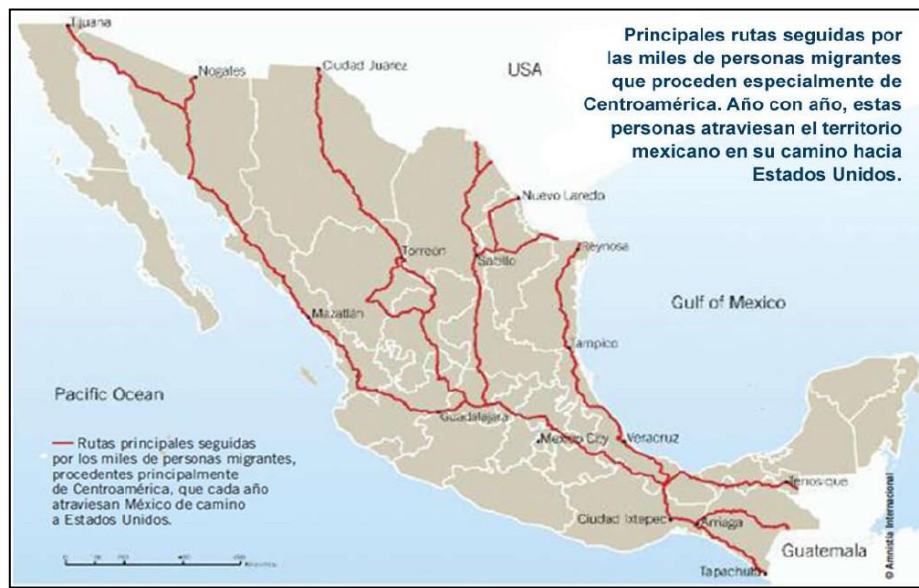 Principales rutas seguidas por
las miles de personas migrantes
que proceden especialmente de
Centroamérica. Año con año, estas
personas atraviesan el territorio
mexicano en su camino hacia
Estados Unidos.
Tijuana
Nogales
Ciudad Juarez
USA
Nuevo Laredo
Reynosa
Torreón
Saltillo
Gulf of Mexico
Mazatlán
Tampico
Pacific Ocean
Guadalajara
Mexico City
Veracruz
Tenosique
Ciudad Ixtepec
Arriaga
Guatemala
Tapachula
Rutas principales seguidas
por los miles de personas migrantes,
procedentes principalmente
de Centroamérica, que cada año
atraviesan México de camino
a Estados Unidos.
© Amnistía Internacional